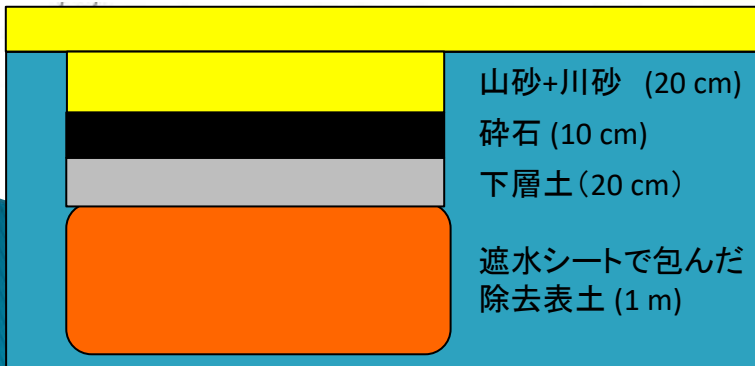 山砂+川砂 (20 cm)
砕石 (10 cm)
下層土（20 cm）
遮水シートで包んだ
除去表土 (1 m)